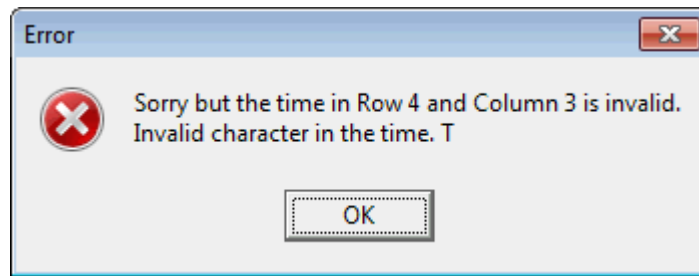 Error
Sorry but the time in Row 4 and Column 3 is invalid.
Invalid character in the time. T
OK